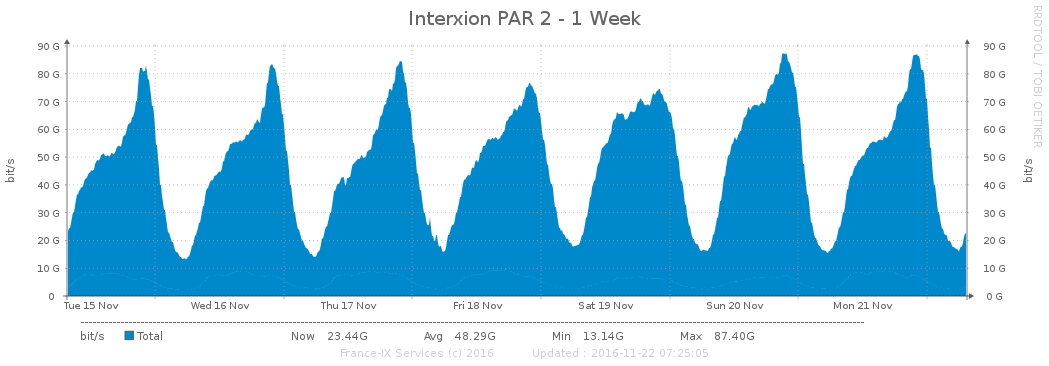 Interxion PAR 2 - 1 Week
RRDTOOL / TOBI OETIKER
90 G 90 G
80 G 80 G
70 G 70 G
60 G 60 G
50 G 50 G
40 G 40 G
30 G 30 G
20 G 20 G
10 G 10 G
0 0 G
bit/s bit/s
Tue 15 Nov Wed 16 Nov Thu 17 Nov Fri 18 Nov Sat 19 Nov Sun 20 Nov Mon 21 Nov
bit/s Total Now 23.44G Avg 48.29G Min 13.14G Max 87.40G
France-IX Services (c) 2016 Updated : 2016-11-22 07:25:05